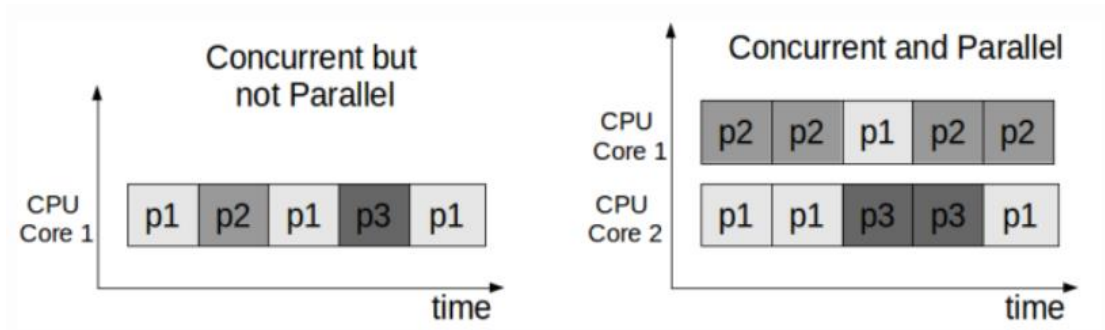 Concurrent but
not Parallel
CPU
Core 1
p1 p2 p1 p3 p1
time
Concurrent and Parallel
CPU
Core 1
p2 p2 p1 p2 p2
CPU
Core 2
p1 p1 p3 p3 p1
time